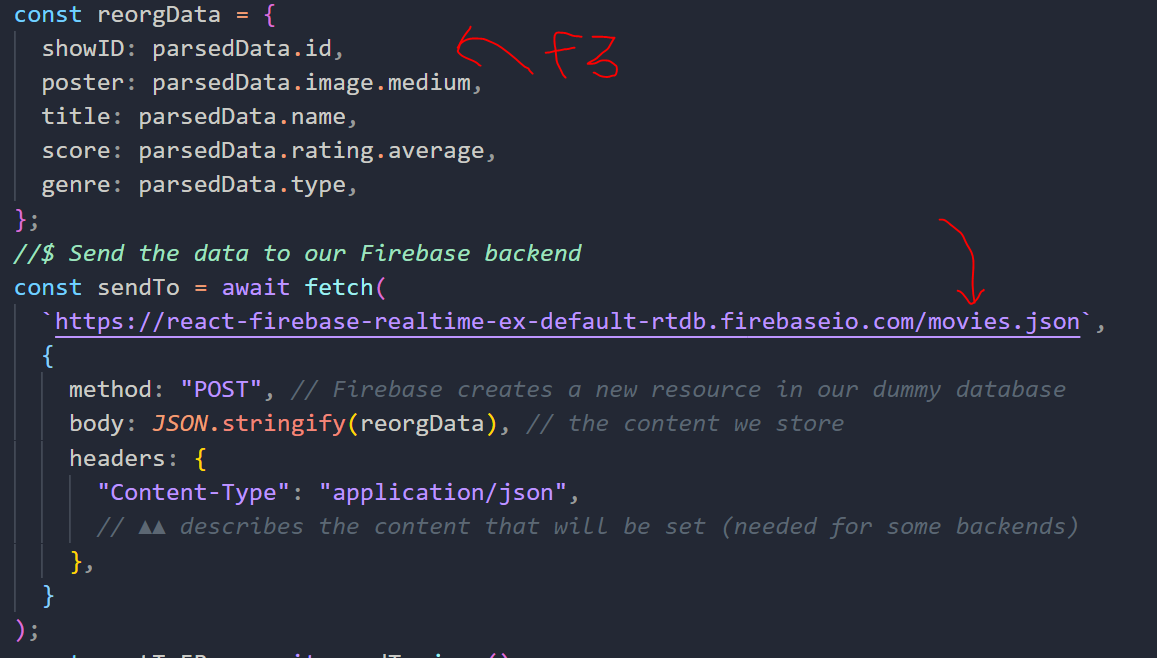 const reorgData = {
showID: parsedData.id,
F3
poster: parsedData.image.medium,
title: parsedData.name,
score: parsedData.rating.average,
genre: parsedData.type,
};
//$ Send the data to our Firebase backend
const sendTo = await fetch(
`https://react-firebase-realtime-ex-default-rtdb.firebaseio.com/movies.json`,
{
method: "POST", // Firebase creates a new resource in our dummy database
body: JSON.stringify(reorgData), // the content we store
headers: {
"Content-Type": "application/json",
// ▲▲ describes the content that will be set (needed for some backends)
},
}
);